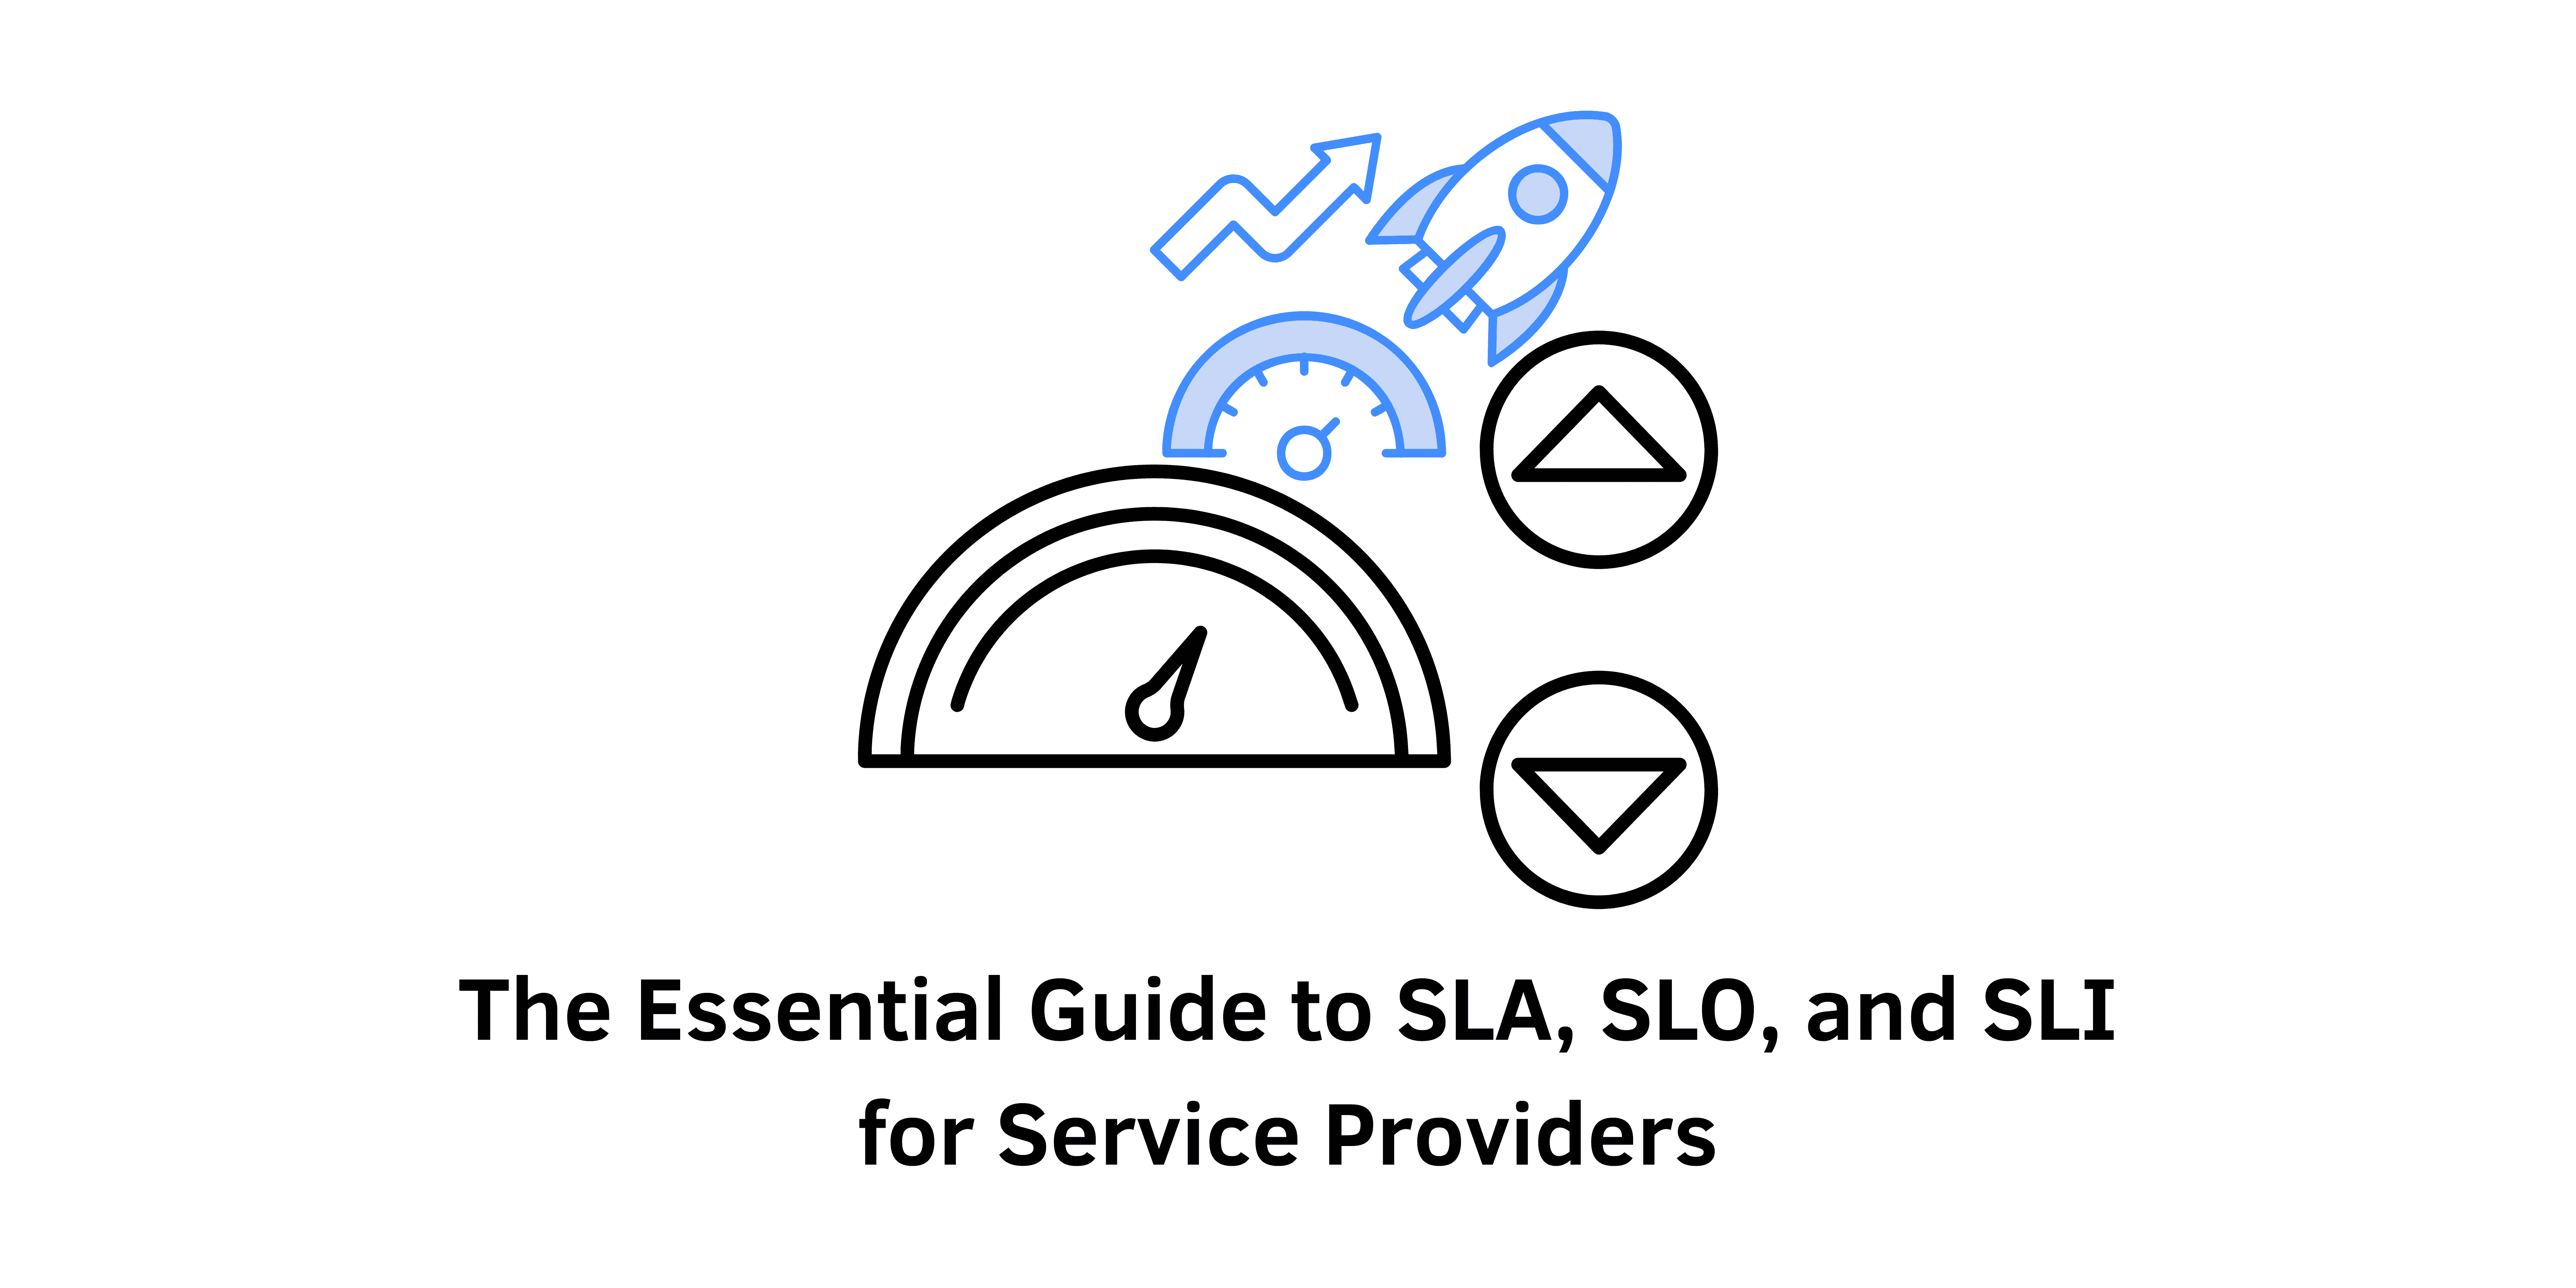 The Essential Guide to SLA, SLO, and SLI
for Service Providers